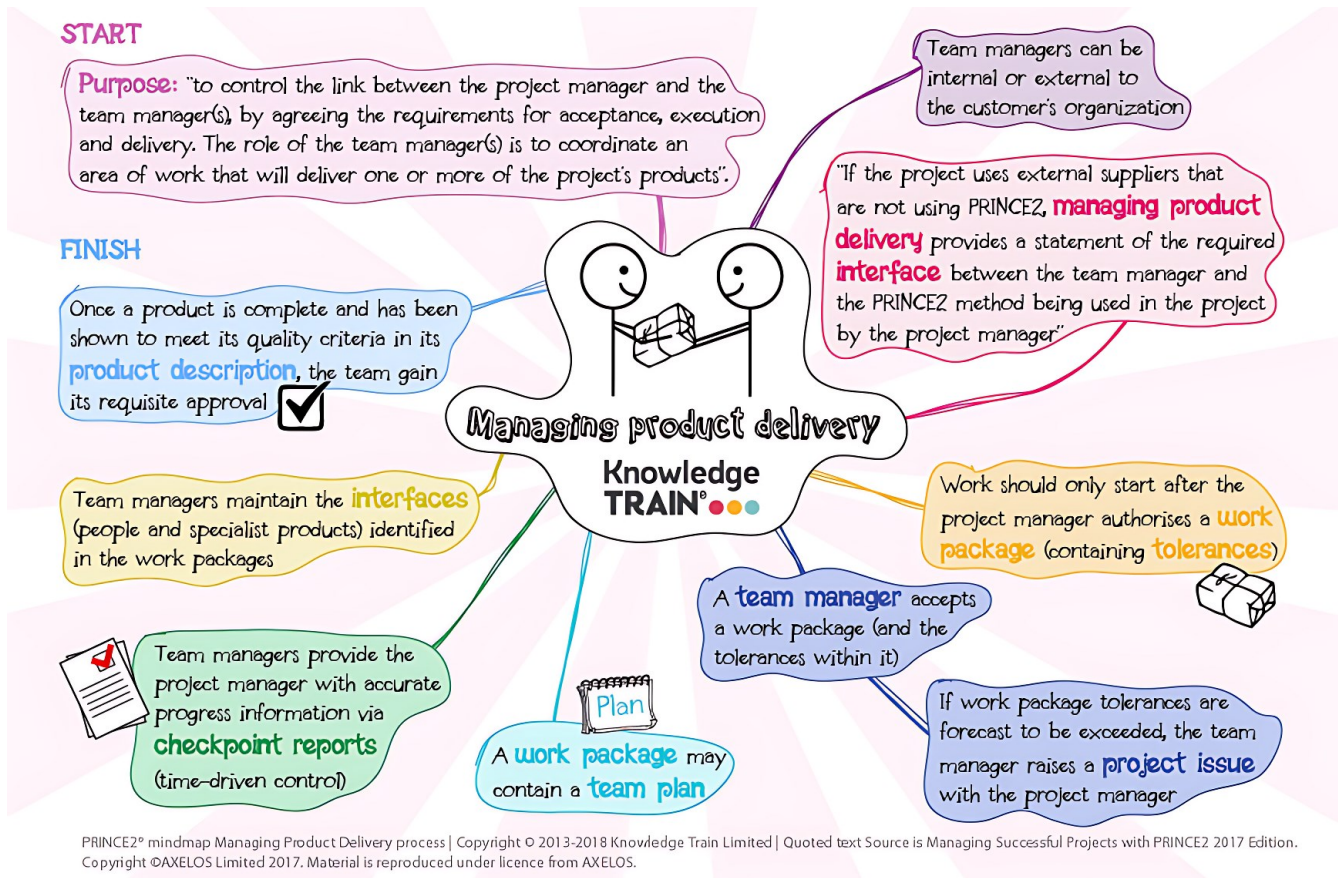 START
Purpose: "to control the link between the project manager and the
team manager(s), by agreeing the requirements for acceptance, execution
and delivery. The role of the team manager(s) is to coordinate an
area of work that will deliver one or more of the project's products".
Team managers can be
internal or external to
the customer's organization
"If the project uses external suppliers that
are not using PRINCE2, managing product
delivery provides a statement of the required
interface between the team manager and
the PRINCE2 method being used in the project
by the project manager"
Work should only start after the
project manager authorises a work
package (containing tolerances)
A team manager accepts
a work package (and the
tolerances within it)
If work package tolerances are
forecast to be exceeded, the team
manager raises a project issue
with the project manager
Plan
A work package may
contain a team plan
Team managers provide the
project manager with accurate
progress information via
checkpoint reports
(time-driven control)
Team managers maintain the interfaces
(people and specialist products) identified
in the work packages
FINISH
Once a product is complete and has been
shown to meet its quality criteria in its
product description, the team gain
its requisite approval
Managing product delivery
Knowledge
TRAIN®
PRINCE2® mindmap Managing Product Delivery process | Copyright © 2013-2018 Knowledge Train Limited | Quoted text Source is Managing Successful Projects with PRINCE2 2017 Edition.
Copyright ©AXELOS Limited 2017. Material is reproduced under licence from AXELOS.